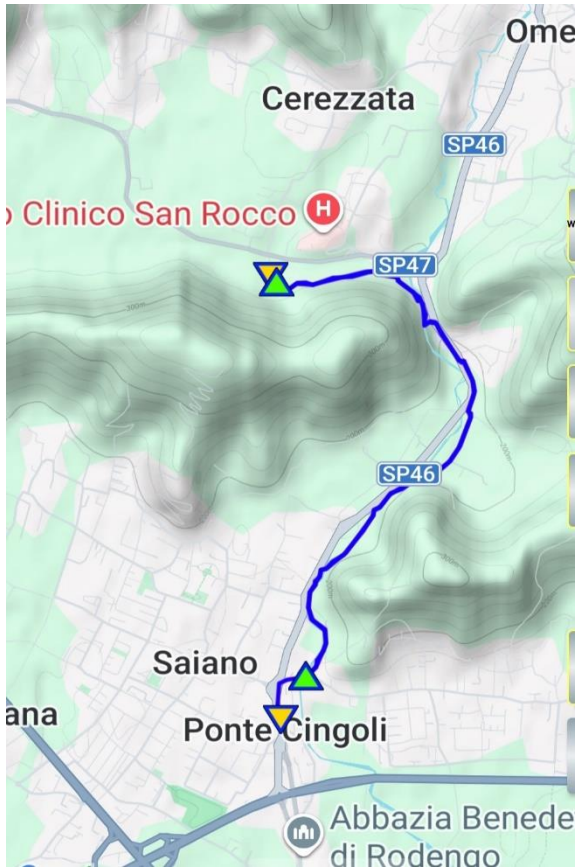 Ome
Cerezzata
SP46
o Clinico San Rocco
H
SP47
SP46
Saiano
ana
Ponte Cingoli
Abbazia Benede
di Rodengo